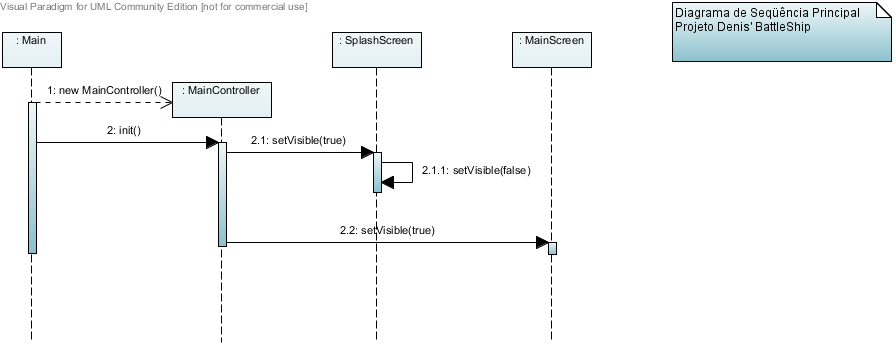 Visual Paradigm for UML Community Edition [not for commercial use]
Diagrama de Seqüência Principal
Projeto Denis' BattleShip
: Main
: SplashScreen
: MainScreen
1: new MainController()
: MainController
2: init()
2.1: setVisible(true)
2.1.1: setVisible(false)
2.2: setVisible(true)